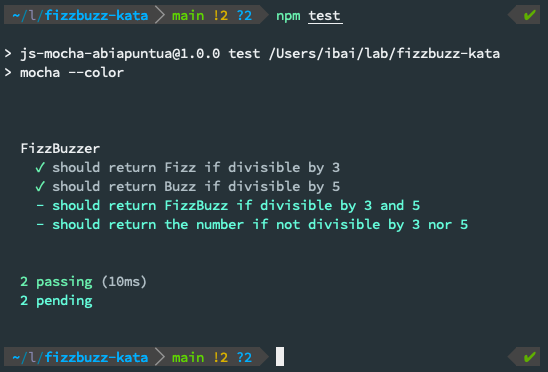 ~/l/fizzbuzz-kata main !2 ?2 npm test ✔
> js-mocha-abiapuntua@1.0.0 test /Users/ibai/lab/fizzbuzz-kata
> mocha --color
FizzBuzzer
✓ should return Fizz if divisible by 3
✓ should return Buzz if divisible by 5
- should return FizzBuzz if divisible by 3 and 5
- should return the number if not divisible by 3 nor 5
2 passing (10ms)
2 pending
~/l/fizzbuzz-kata main !2 ?2 ✔